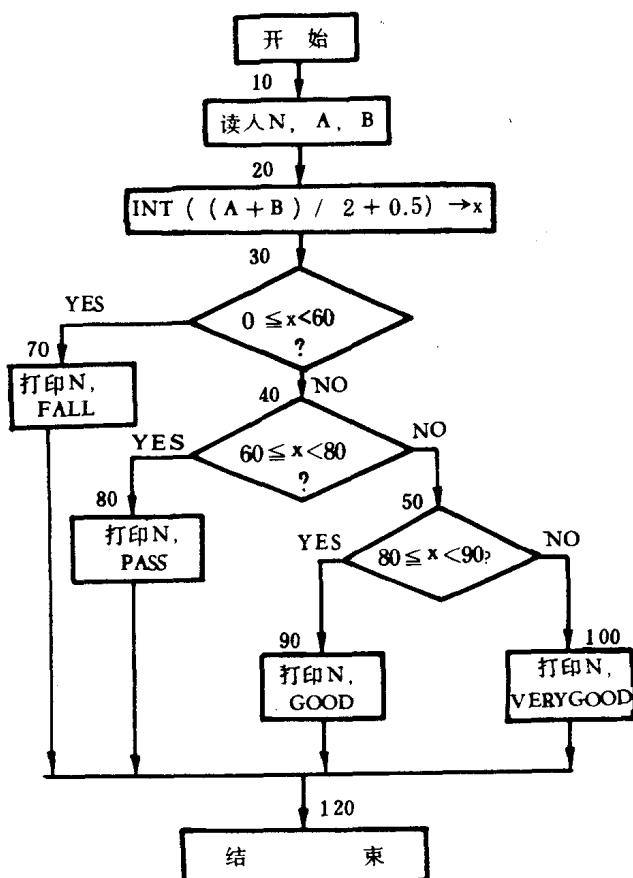 开 始
10
读人N, A, B
20
INT ( ( A + B ) / 2 + 0.5) →x
30
0 ≦ x<60
?
YES
NO
70
打印N,
FALL
40
60 ≦ x<80
?
YES
NO
80
打印N,
PASS
50
80 ≦ x <90?
YES
NO
90
打印N,
GOOD
100
打印N,
VERYGOOD
120
结 束